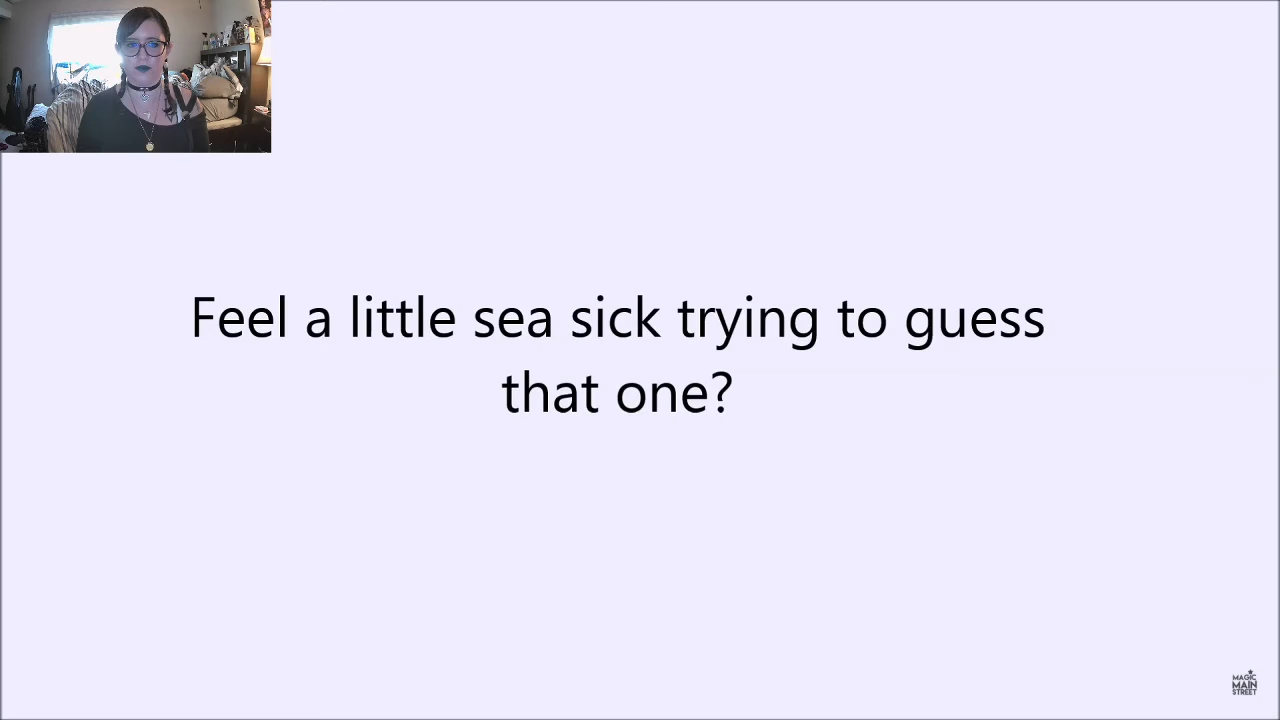 Feel a little sea sick trying to guess
that one?
MAGIC
MAIN
STREET